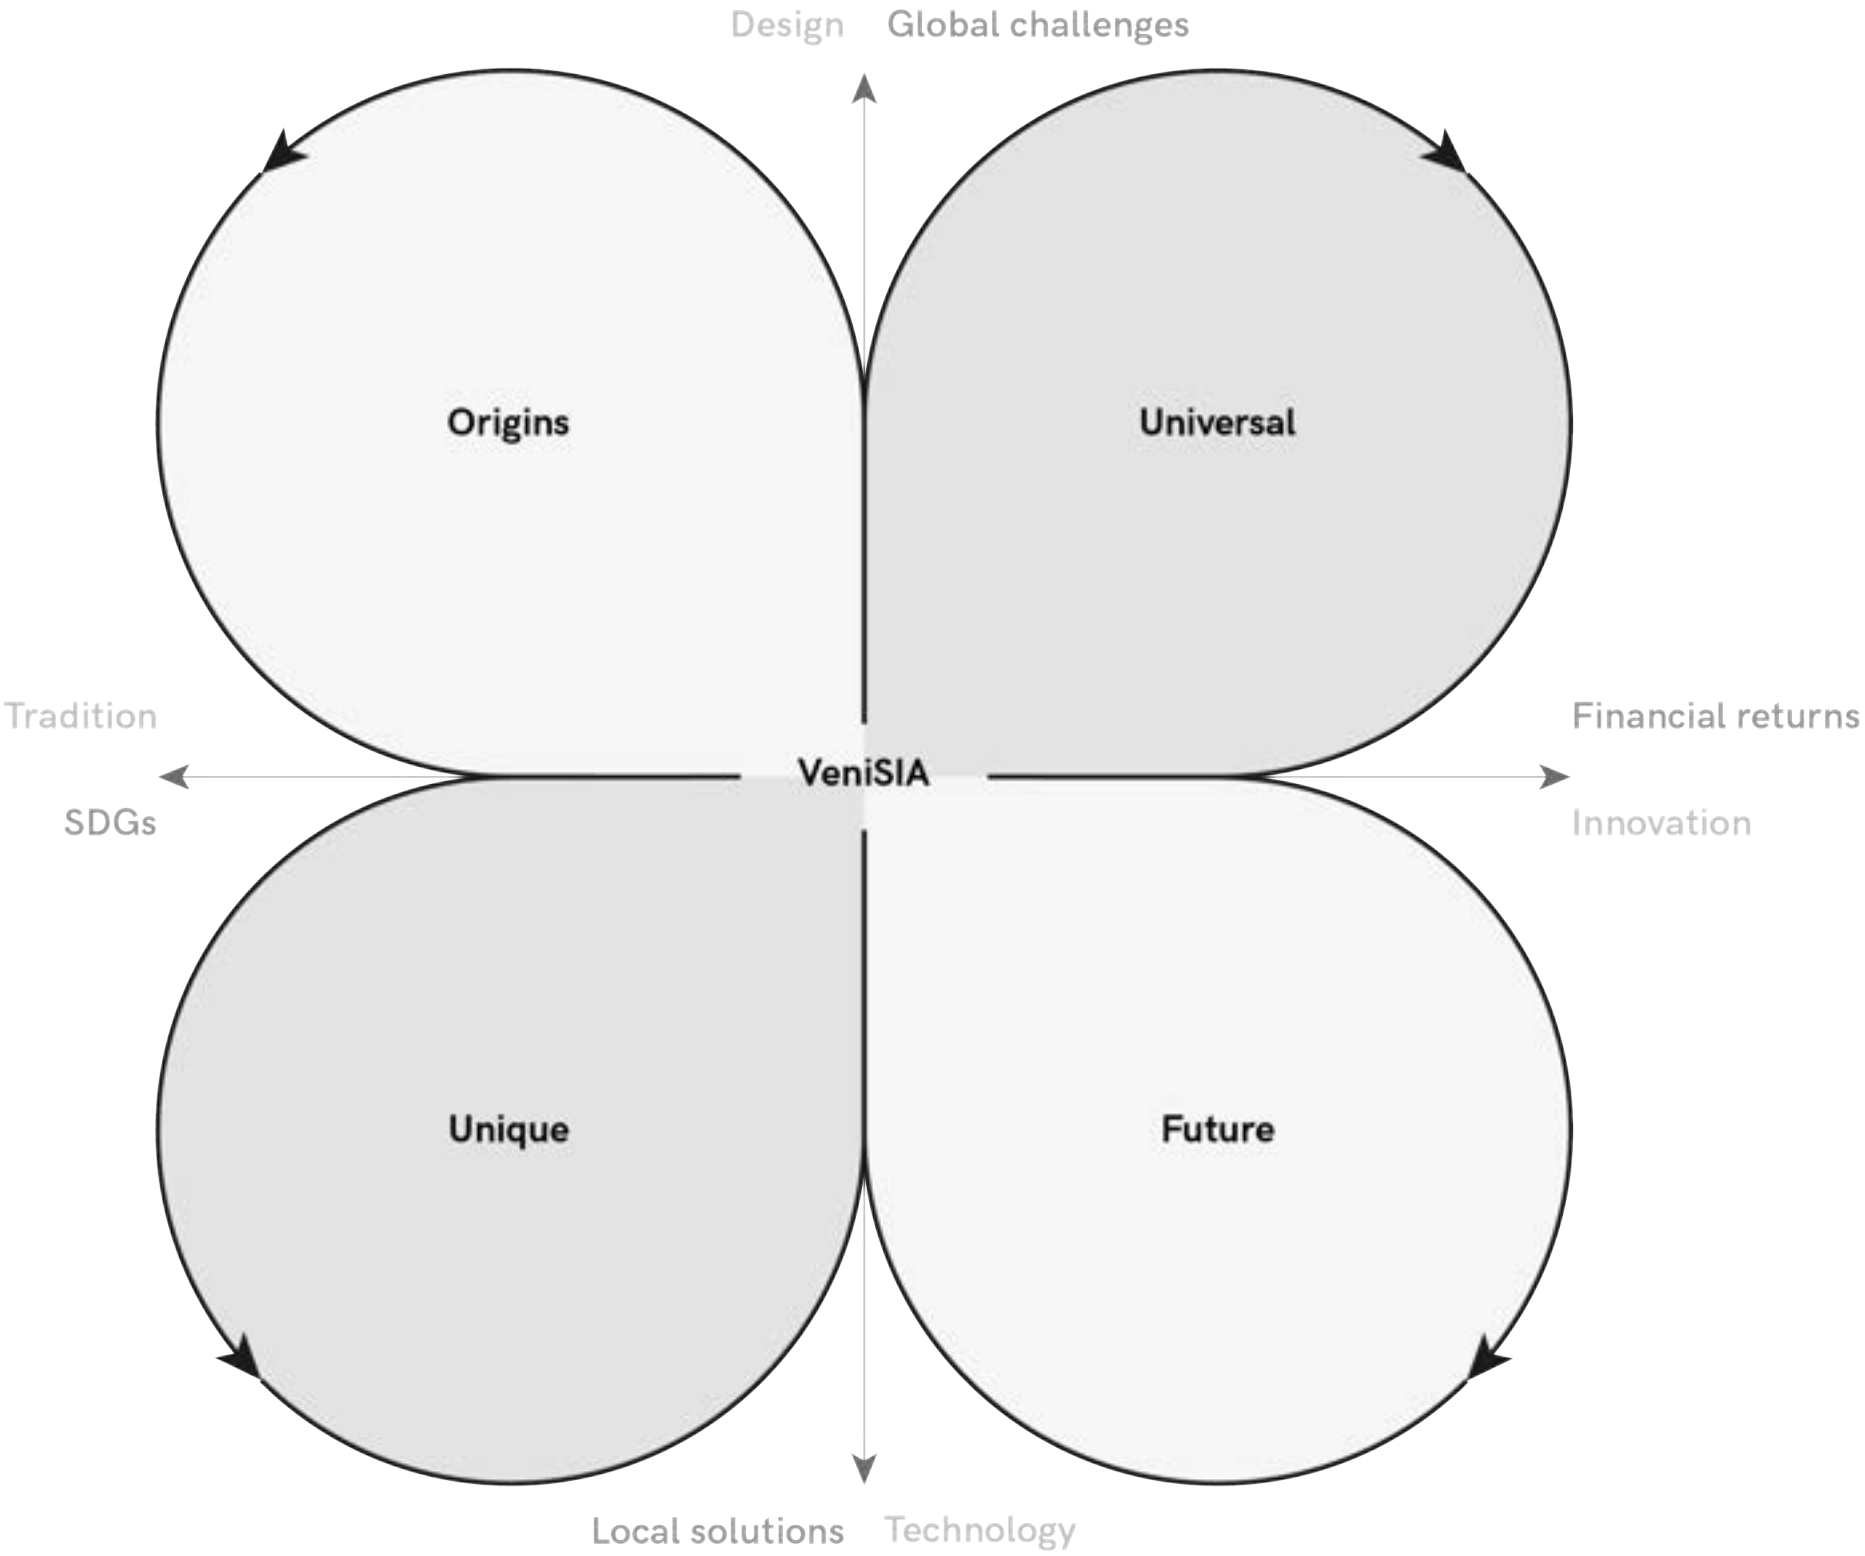 Design
Global challenges
Origins
Universal
Tradition
Financial returns
VeniSIA
SDGs
Innovation
Unique
Future
Local solutions
Technology